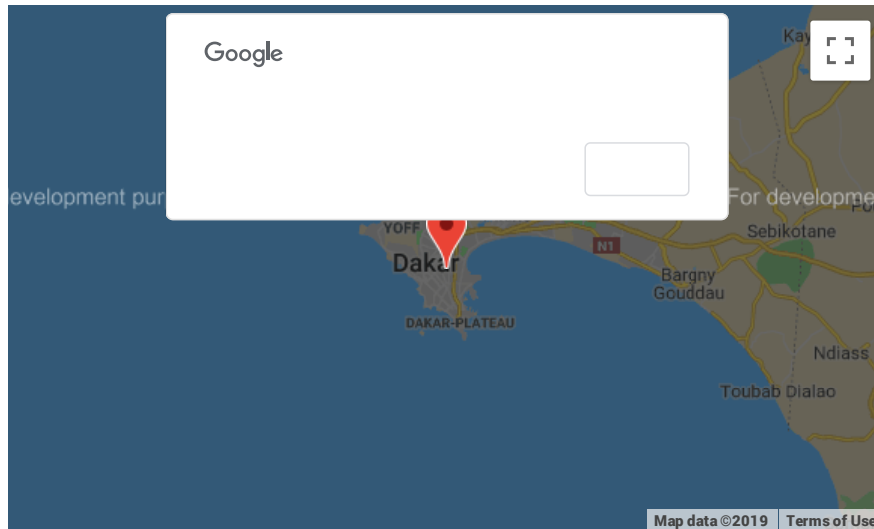 Google
Kay
evelopment pur
For developme
YOFF
Dakar
N1
Sebikotane
Bargny
Gouddau
DAKAR-PLATEAU
Ndiass
Toubab Dialao
Map data ©2019
Terms of Use